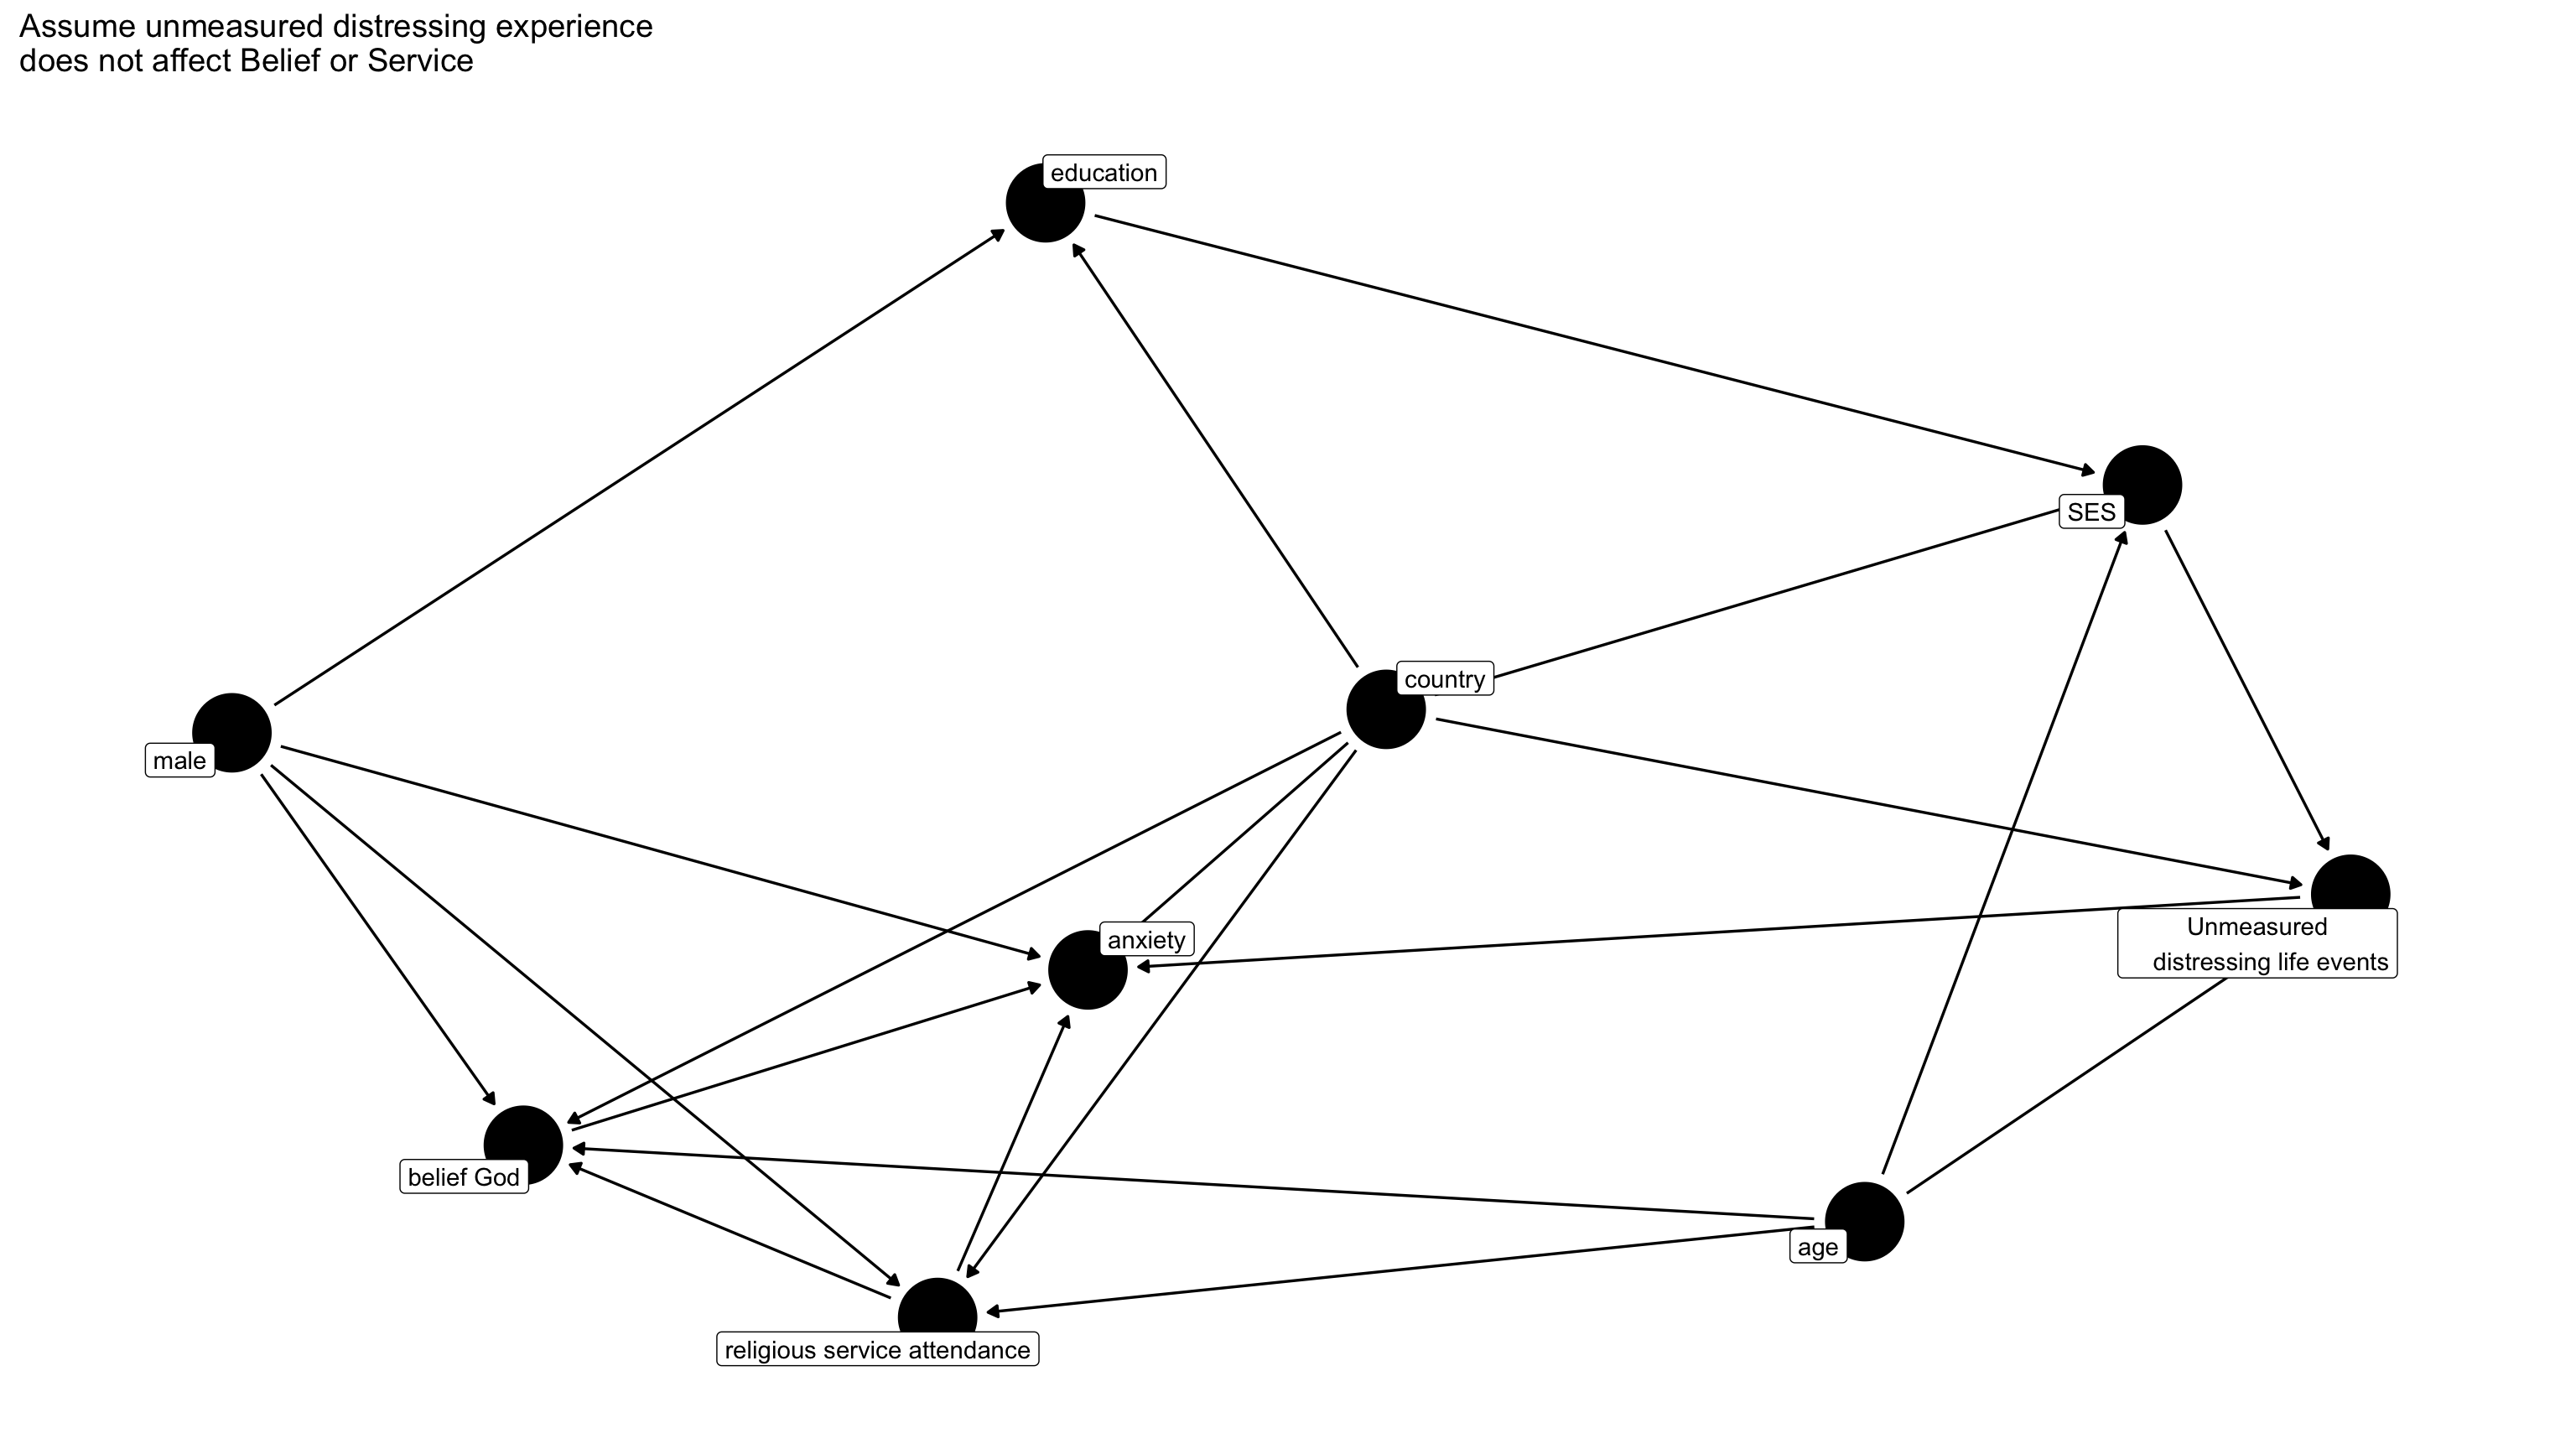 Assume unmeasured distressing experience
does not affect Belief or Service
education
SES
country
male
Unmeasured
distressing life events
anxiety
belief God
age
religious service attendance